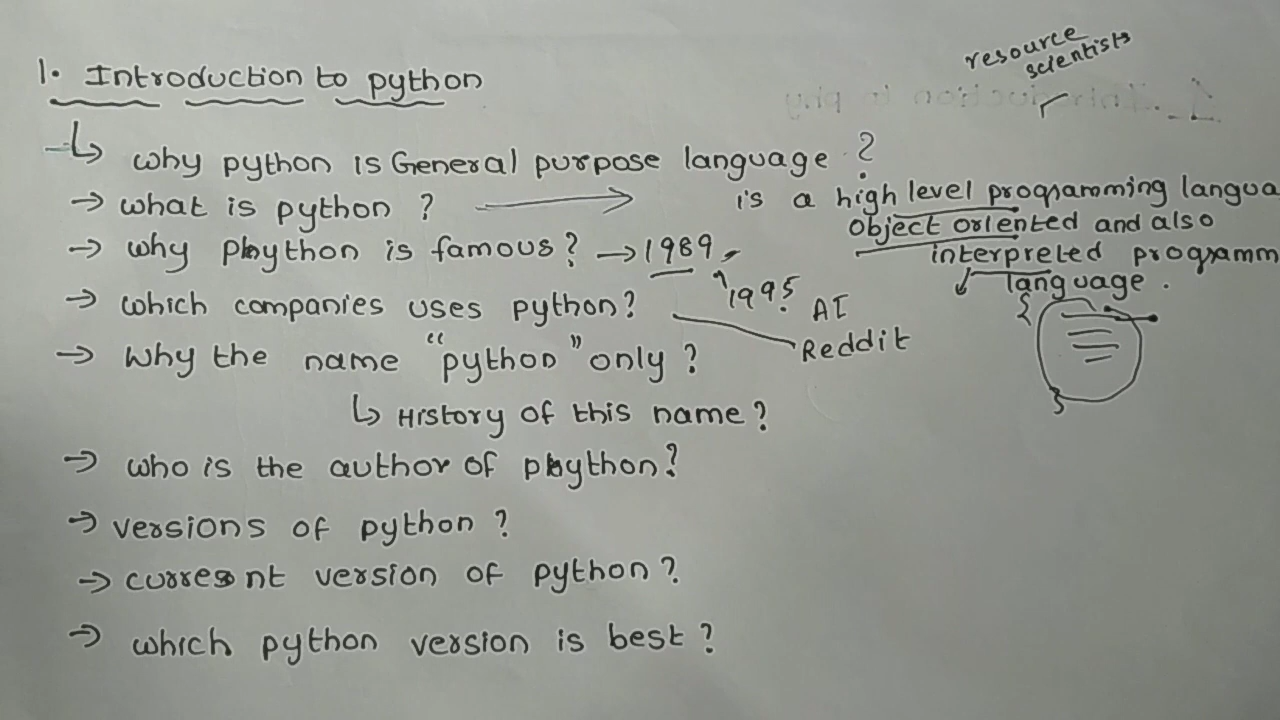 resource
scientists
1. Introduction to python
why python is General purpose language ?
→ what is python ? → is a high level programming langua
object oriented and also
interpreted programm
language .
→ why phython is famous? → 1989
1995
→ which companies uses python?
AI
Reddit
→ why the name "python" only ?
↳ History of this name?
→ who is the author of phython?
→ versions of python ?
→ current version of python?
→ which python version is best ?